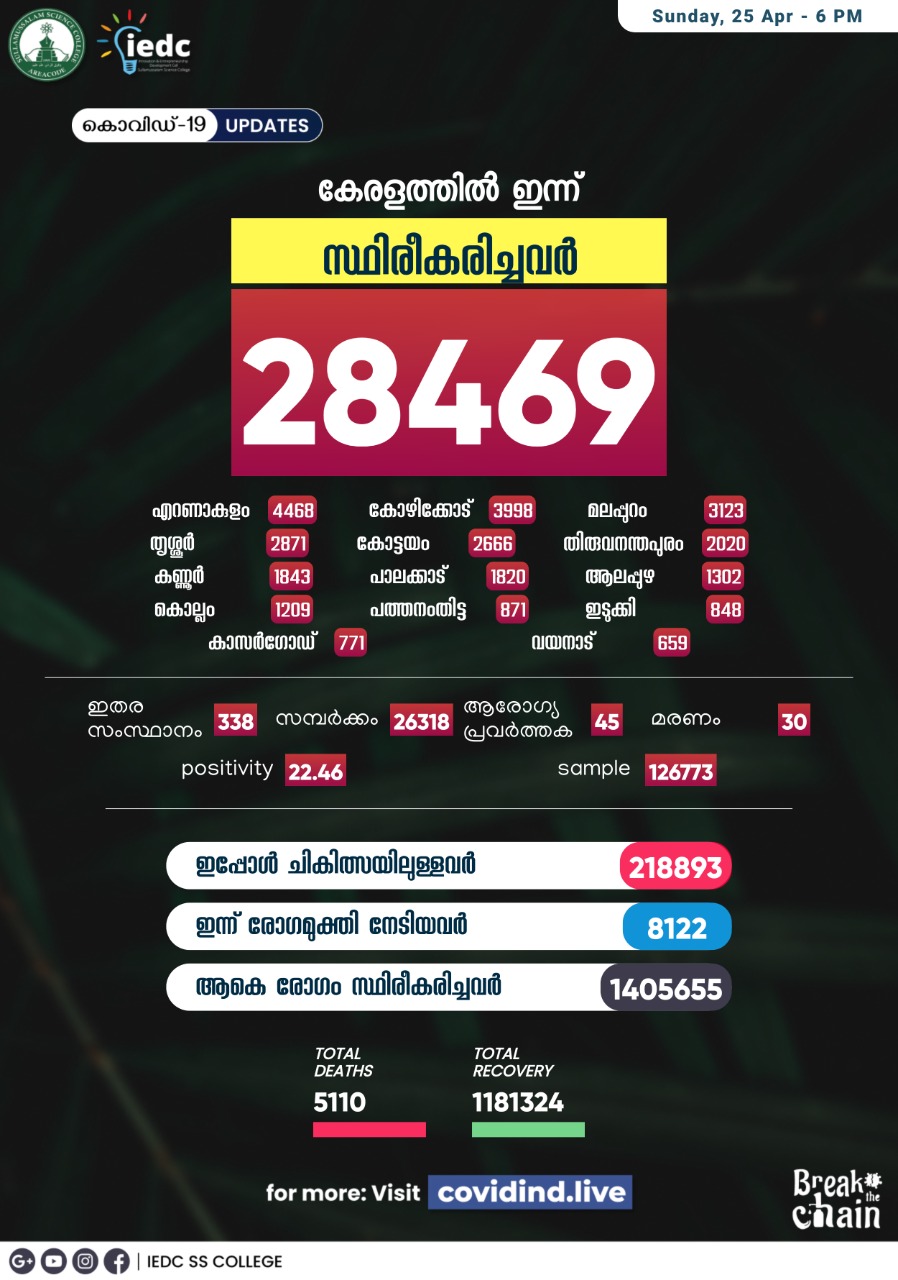 Sunday, 25 Apr - 6 PM
SULLAMUSSALAM SCIENCE COLLEGE
AREACODE
iedc
കൊവിഡ്-19 UPDATES
കേരളത്തിൽ ഇന്ന്
സ്ഥിരീകരിച്ചവർ
28469
എറണാകുളം 4468 കോഴിക്കോട് 3998 മലപ്പുറം 3123
തൃശ്ശൂർ 2871 കോട്ടയം 2666 തിരുവനന്തപുരം 2020
കണ്ണൂർ 1843 പാലക്കാട് 1820 ആലപ്പുഴ 1302
കൊല്ലം 1209 പത്തനംതിട്ട 871 ഇടുക്കി 848
കാസർഗോഡ് 771 വയനാട് 659
ഇതര സംസ്ഥാനം 338 സമ്പർക്കം 26318 ആരോഗ്യ പ്രവർത്തക 45 മരണം 30
positivity 22.46 sample 126773
ഇപ്പോൾ ചികിത്സയിലുള്ളവർ 218893
ഇന്ന് രോഗമുക്തി നേടിയവർ 8122
ആകെ രോഗം സ്ഥിരീകരിച്ചവർ 1405655
TOTAL DEATHS
5110
TOTAL RECOVERY
1181324
for more: Visit covidind.live
Break the chain
G+ f | IEDC SS COLLEGE